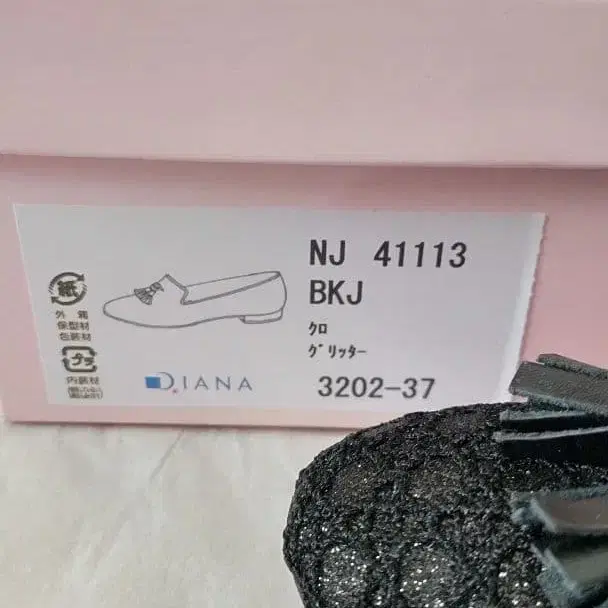 NJ 41113
BKJ
ｸﾛ
ｸﾞﾘｯﾀｰ
3202-37
DIANA
紙
外箱
保型材
包装材
プラ
内装材